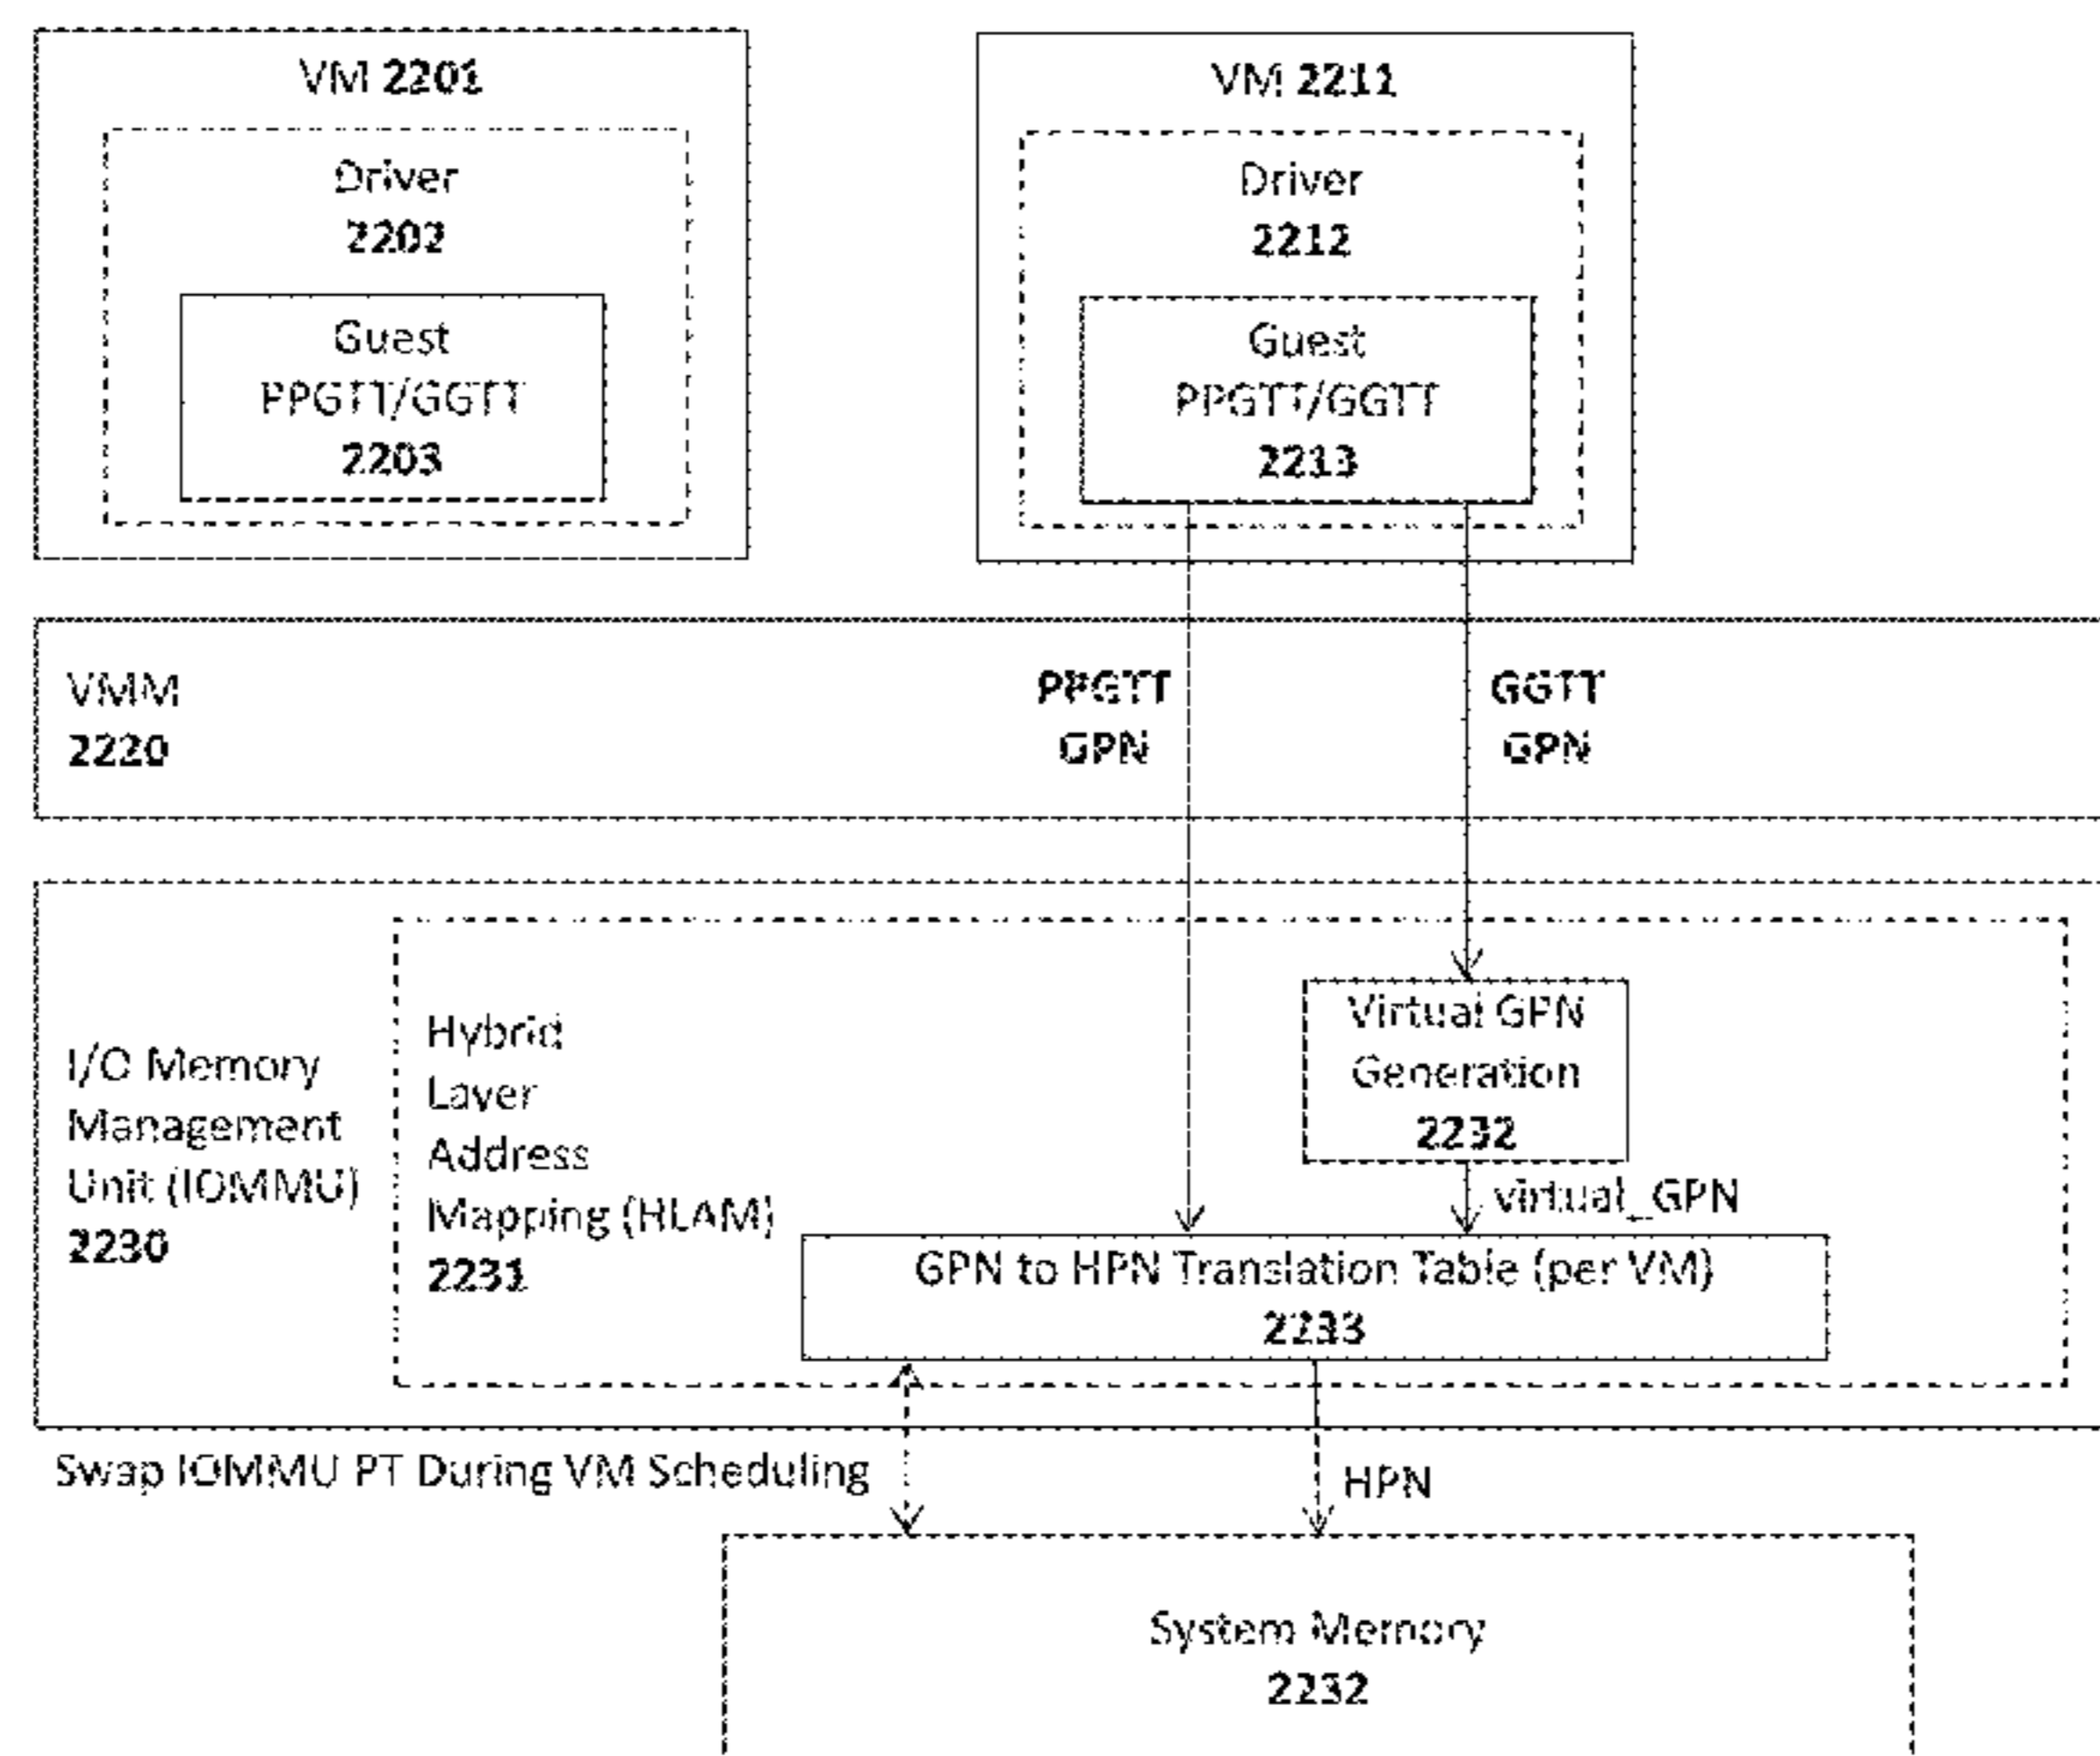 VM 2201
Driver
2202
Guest
PPGTT/GGTT
2203
VM 2211
Driver
2212
Guest
PPGTT/GGTT
2213
VMM
2220
PPGTT
GPN
GGTT
GPN
I/O Memory
Management
Unit (IOMMU)
2230
Hybrid
Layer
Address
Mapping (HLAM)
2231
Virtual GPN
Generation
2232
virtual_GPN
GPN to HPN Translation Table (per VM)
2233
Swap IOMMU PT During VM Scheduling
HPN
System Memory
2232